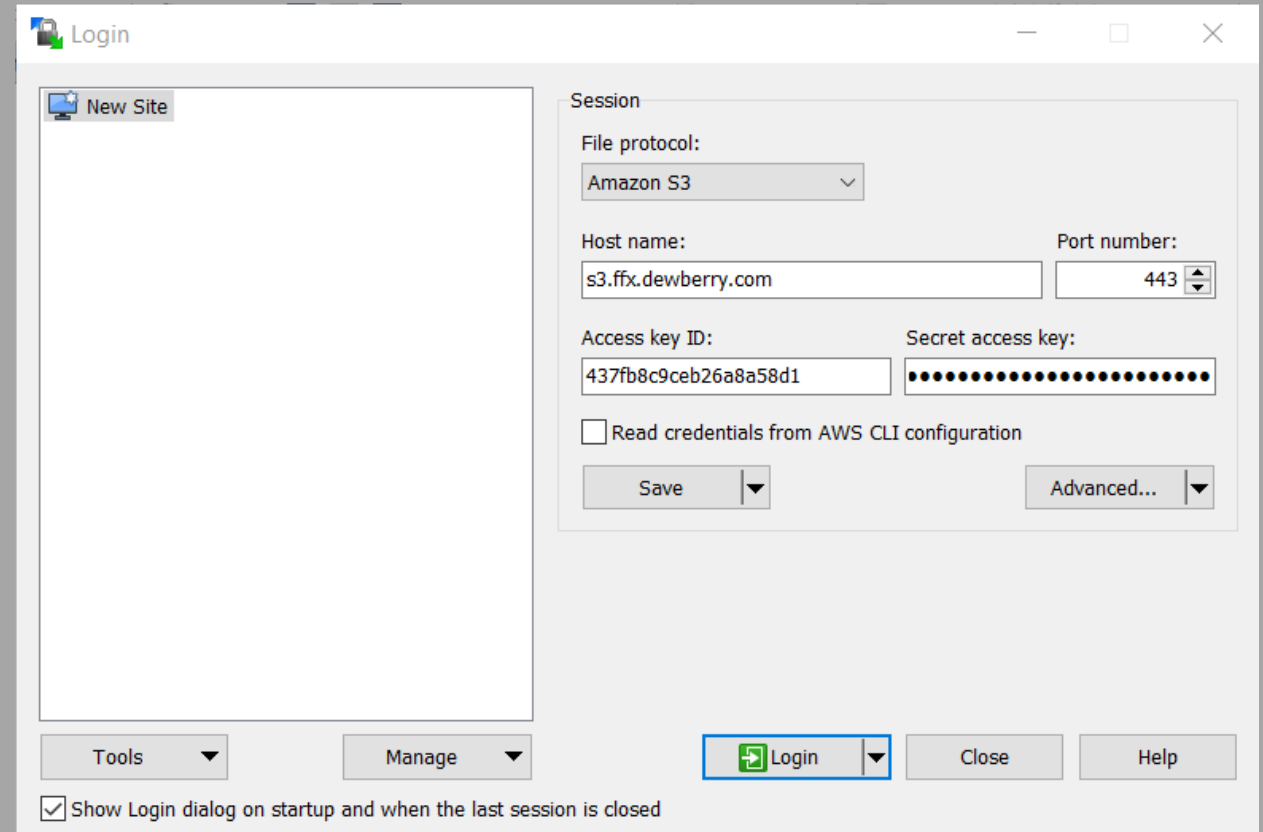 Login
New Site
Session
File protocol:
Amazon S3
Host name: Port number:
s3.ffx.dewberry.com 443
Access key ID: Secret access key:
437fb8c9ceb26a8a58d1 ••••••••••••••••••••••••
Read credentials from AWS CLI configuration
Save Advanced...
Tools Manage Login Close Help
Show Login dialog on startup and when the last session is closed